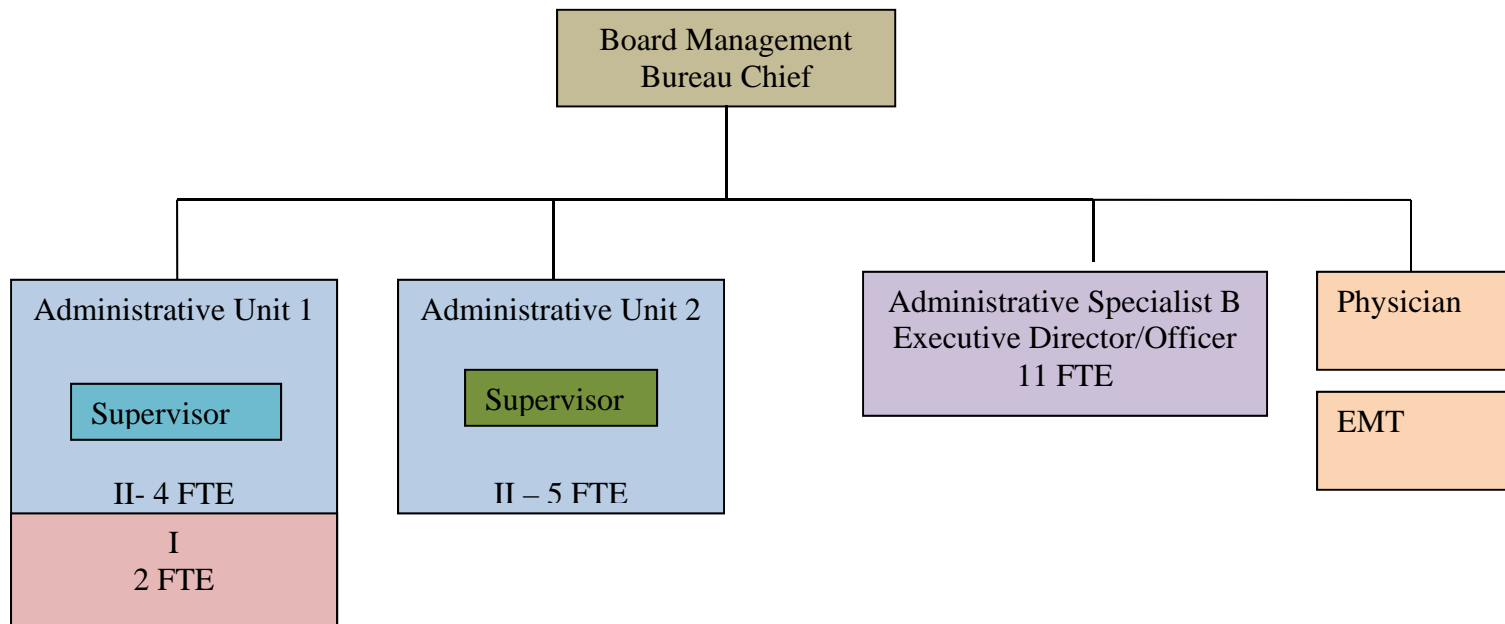 Board Management
Bureau Chief
Administrative Unit 1
Supervisor
II- 4 FTE
I
2 FTE
Administrative Unit 2
Supervisor
II – 5 FTE
Administrative Specialist B
Executive Director/Officer
11 FTE
Physician
EMT